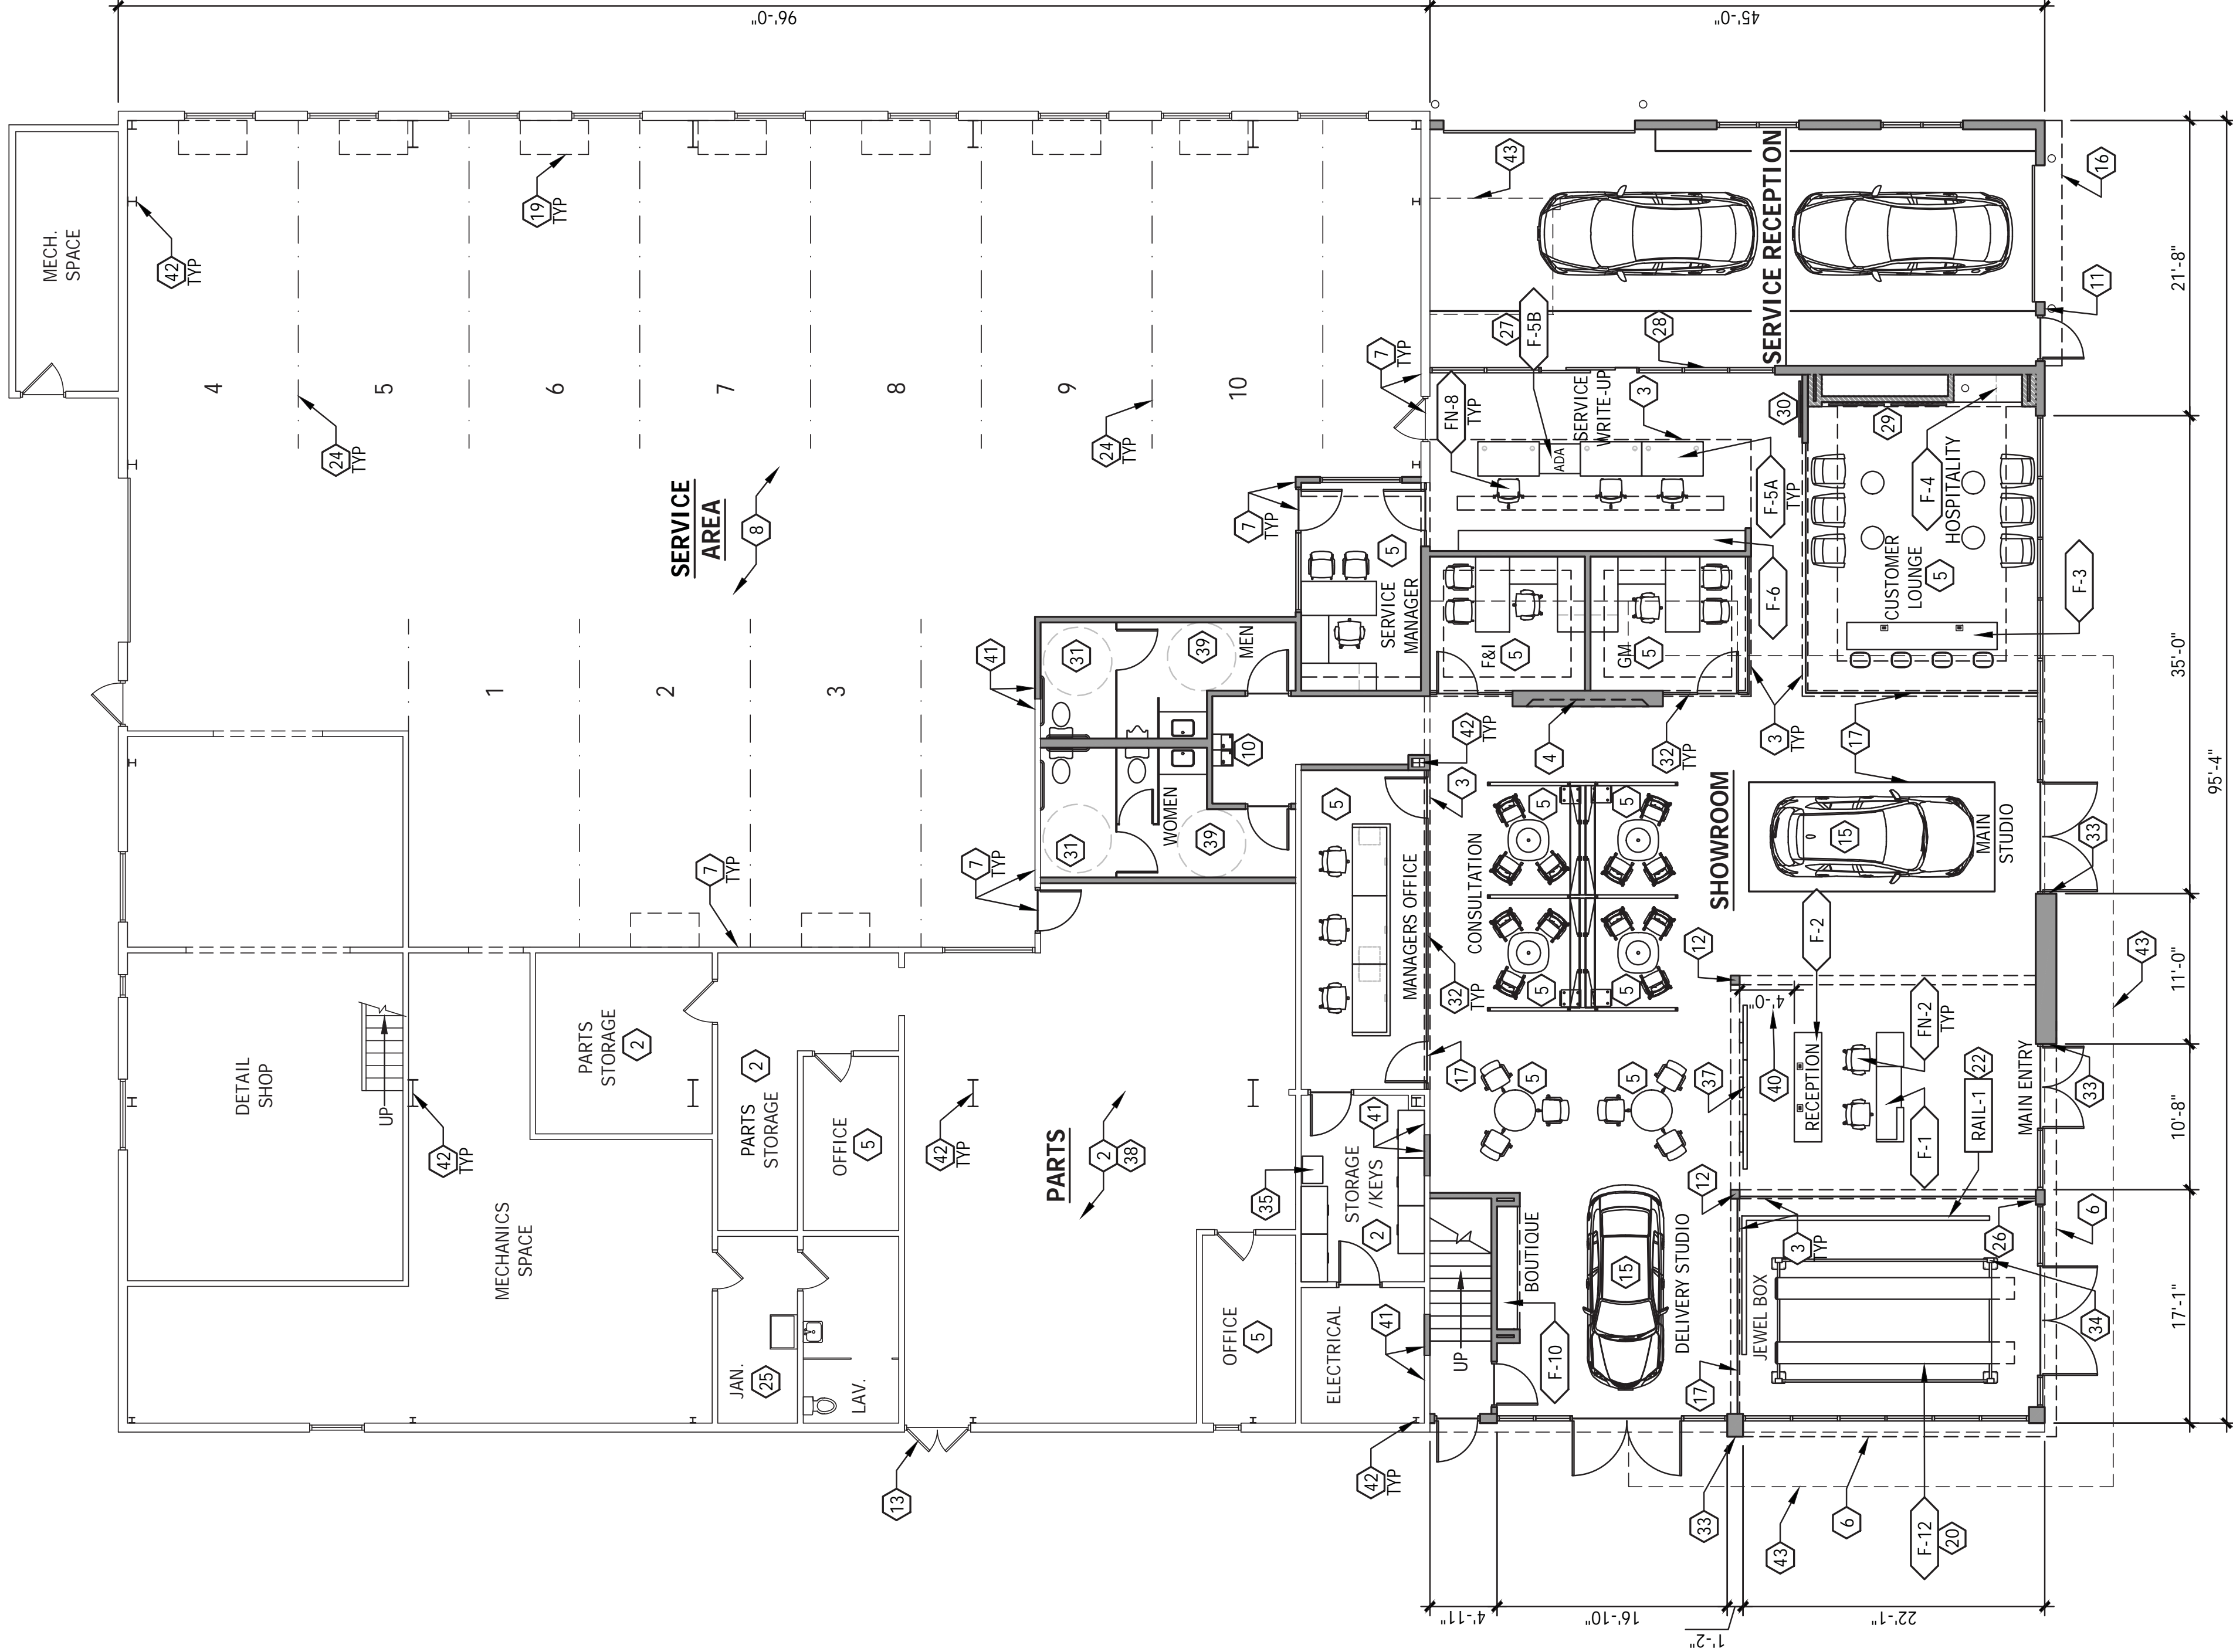 96'-0"
45'-0"
MECH.
SPACE
42
TYP
19
TYP
4
5
6
7
8
9
10
24
TYP
24
TYP
SERVICE
AREA
8
43
16
SERVICE RECEPTION
11
21'-8"
7
TYP
27
F-5B
28
FN-8
TYP
SERVICE
WRITE-UP
3
30
29
ADA
F-5A
TYP
F-4
HOSPITALITY
7
TYP
5
SERVICE
MANAGER
F&I
5
GM
5
F-6
CUSTOMER
LOUNGE
5
F-3
35'-0"
95'-4"
1
2
3
41
31
39
MEN
10
42
TYP
4
32
TYP
3
TYP
17
31
WOMEN
39
7
TYP
7
TYP
5
MANAGERS OFFICE
3
CONSULTATION
5
5
5
5
SHOWROOM
15
MAIN
STUDIO
33
F-2
12
32
TYP
11'-0"
43
DETAIL
SHOP
UP
PARTS
STORAGE
2
PARTS
STORAGE
2
OFFICE
5
42
TYP
42
TYP
PARTS
2
38
17
5
5
37
4'-0"
40
RECEPTION
FN-2
TYP
F-1
RAIL-1
22
MAIN ENTRY
33
10'-8"
41
35
STORAGE
/KEYS
2
12
MECHANICS
SPACE
BOUTIQUE
15
DELIVERY STUDIO
3
TYP
26
6
JEWEL BOX
34
17'-1"
JAN.
25
LAV.
OFFICE
5
ELECTRICAL
41
UP
F-10
17
13
42
TYP
33
43
6
F-12
20
4'-11"
16'-10"
1'-2"
22'-1"